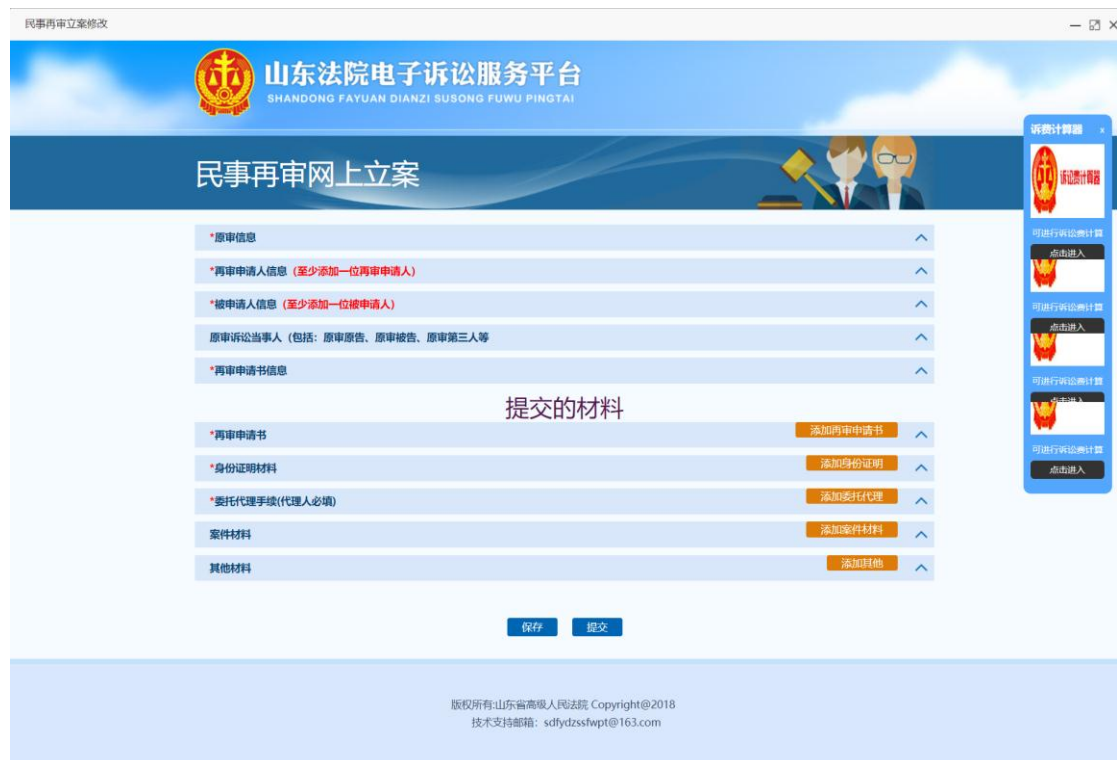 民事再审立案修改
山东法院电子诉讼服务平台
SHANDONG FAYUAN DIANZI SUSONG FUWU PINGTAI
民事再审网上立案
*原审信息
*再审申请人信息（至少添加一位再审申请人）
*被申请人信息（至少添加一位被申请人）
原审诉讼当事人（包括：原审原告、原审被告、原审第三人等
*再审申请书信息
提交的材料
*再审申请书 添加再审申请书
*身份证明材料 添加身份证明
*委托代理手续(代理人必填) 添加委托代理
案件材料 添加案件材料
其他材料 添加其他
保存 提交
诉费计算器 x
诉讼费计算器
可进行诉讼费计算
点击进入
可进行诉讼费计算
点击进入
可进行诉讼费计算
点击进入
可进行诉讼费计算
点击进入
版权所有:山东省高级人民法院 Copyright@2018
技术支持邮箱：sdfydzssfwpt@163.com